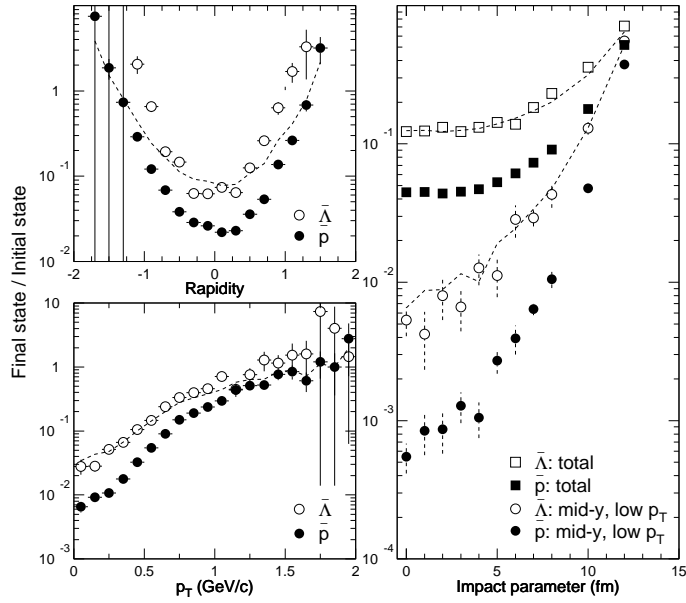 Final state / Initial state
1
10⁻¹
10⁻²
-2 -1 0 1 2
Rapidity
Λ̄
p̄
10
1
10⁻¹
10⁻²
10⁻³
0 0.5 1 1.5 2
p_T (GeV/c)
Λ̄
p̄
10⁻¹
10⁻²
10⁻³
10⁻⁴
0 5 10 15
Impact parameter (fm)
Λ̄: total
p̄: total
Λ̄: mid-y, low p_T
p̄: mid-y, low p_T